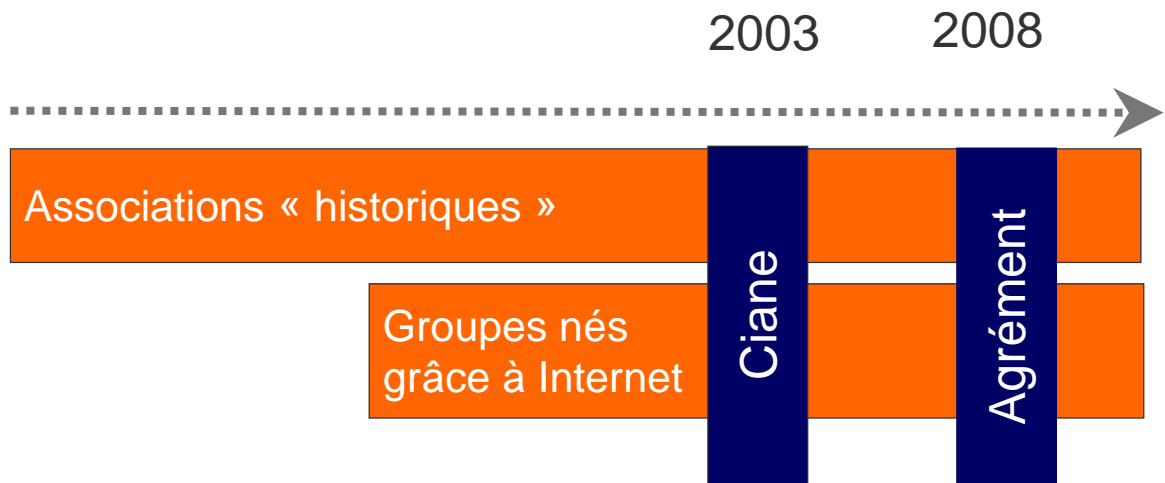 2003
2008
Associations « historiques »
Groupes nés
grâce à Internet
Ciane
Agrément